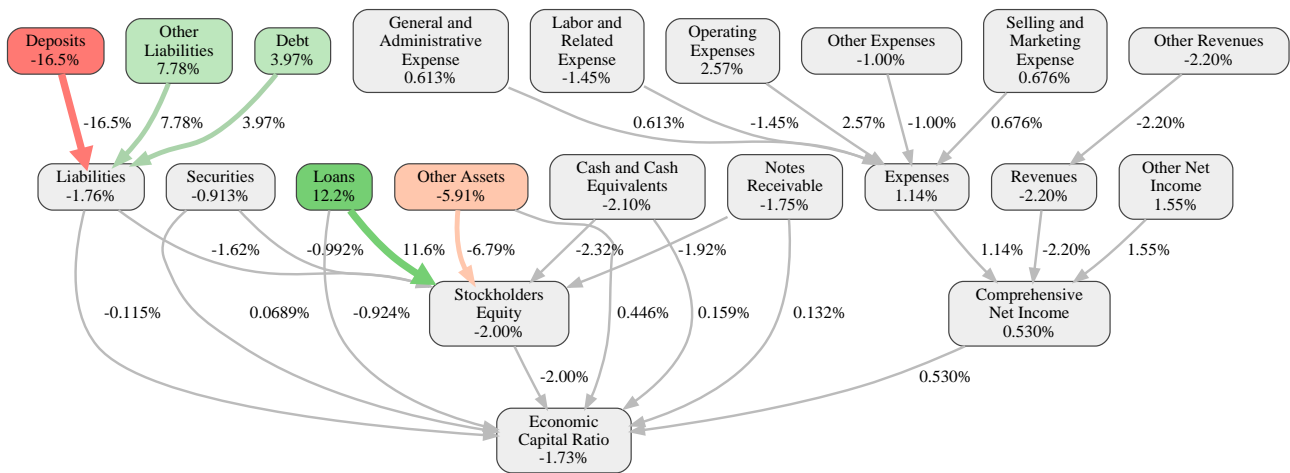 Deposits
-16.5%
Other
Liabilities
7.78%
Debt
3.97%
General and
Administrative
Expense
0.613%
Labor and
Related
Expense
-1.45%
Operating
Expenses
2.57%
Other Expenses
-1.00%
Selling and
Marketing
Expense
0.676%
Other Revenues
-2.20%
-16.5%
7.78%
3.97%
0.613%
-1.45%
2.57%
-1.00%
0.676%
-2.20%
Liabilities
-1.76%
Securities
-0.913%
Loans
12.2%
Other Assets
-5.91%
Cash and Cash
Equivalents
-2.10%
Notes
Receivable
-1.75%
Expenses
1.14%
Revenues
-2.20%
Other Net
Income
1.55%
-1.62%
-0.992%
11.6%
-6.79%
-2.32%
-1.92%
1.14%
-2.20%
1.55%
Stockholders
Equity
-2.00%
Comprehensive
Net Income
0.530%
-0.115%
0.0689%
-0.924%
0.446%
0.159%
0.132%
-2.00%
0.530%
Economic
Capital Ratio
-1.73%